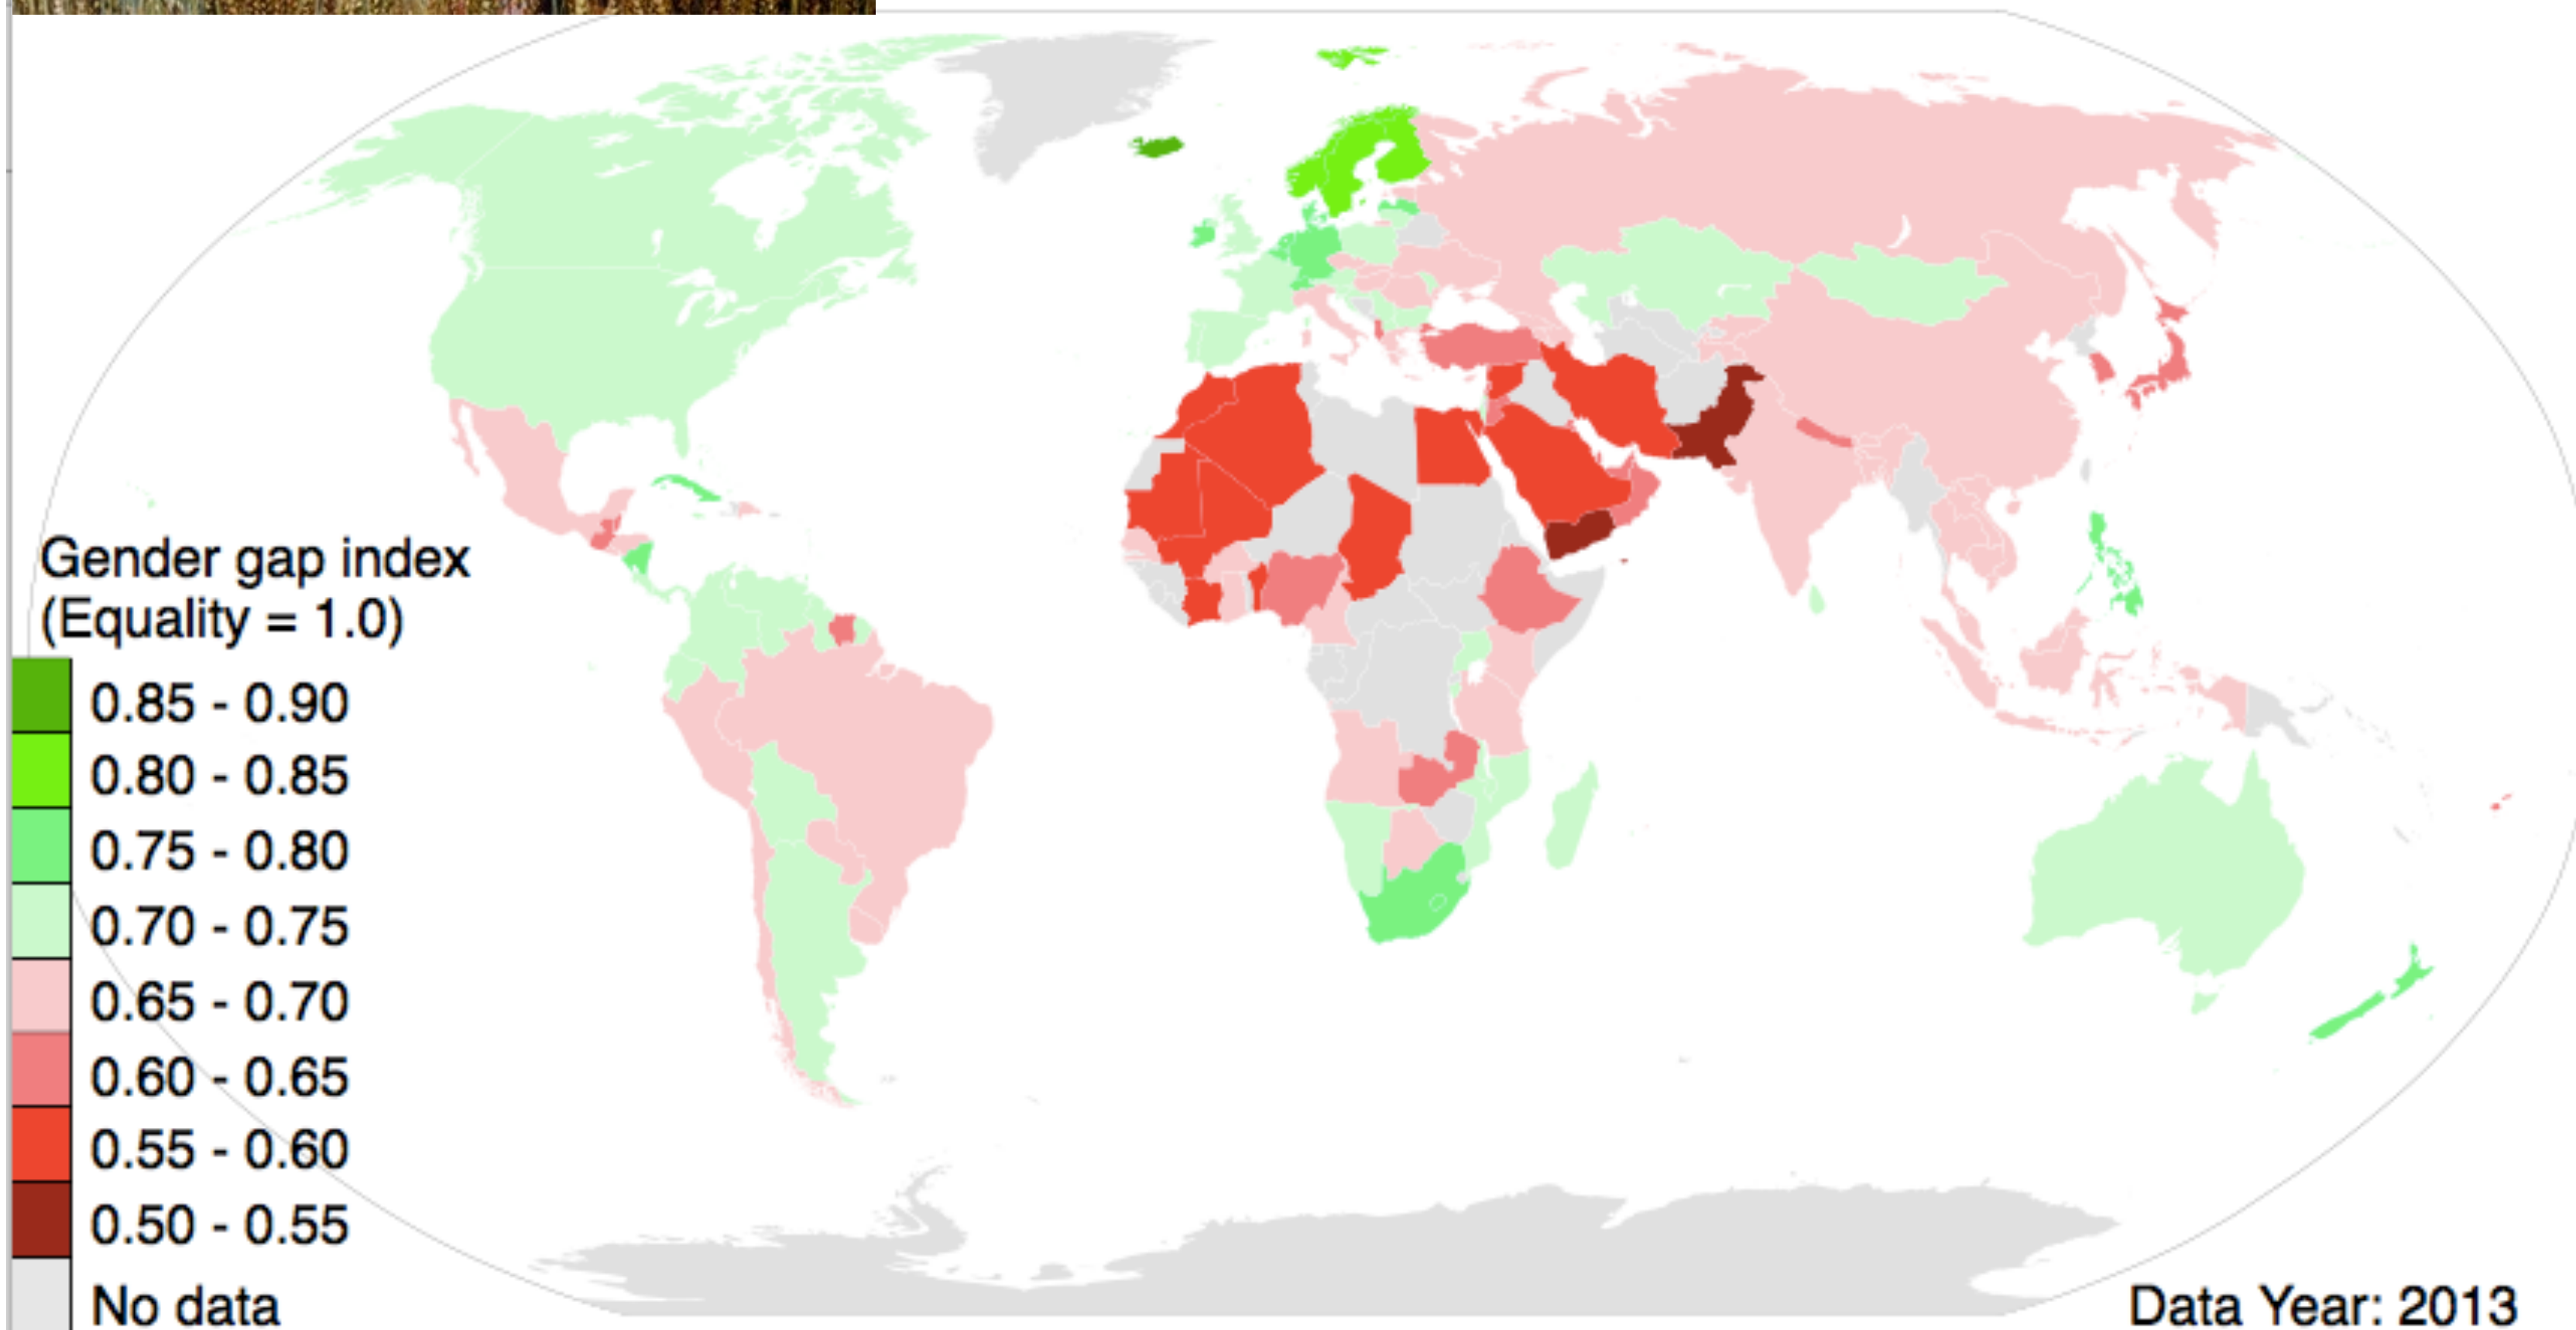 Gender gap index
(Equality = 1.0)
0.85 - 0.90
0.80 - 0.85
0.75 - 0.80
0.70 - 0.75
0.65 - 0.70
0.60 - 0.65
0.55 - 0.60
0.50 - 0.55
No data
Data Year: 2013